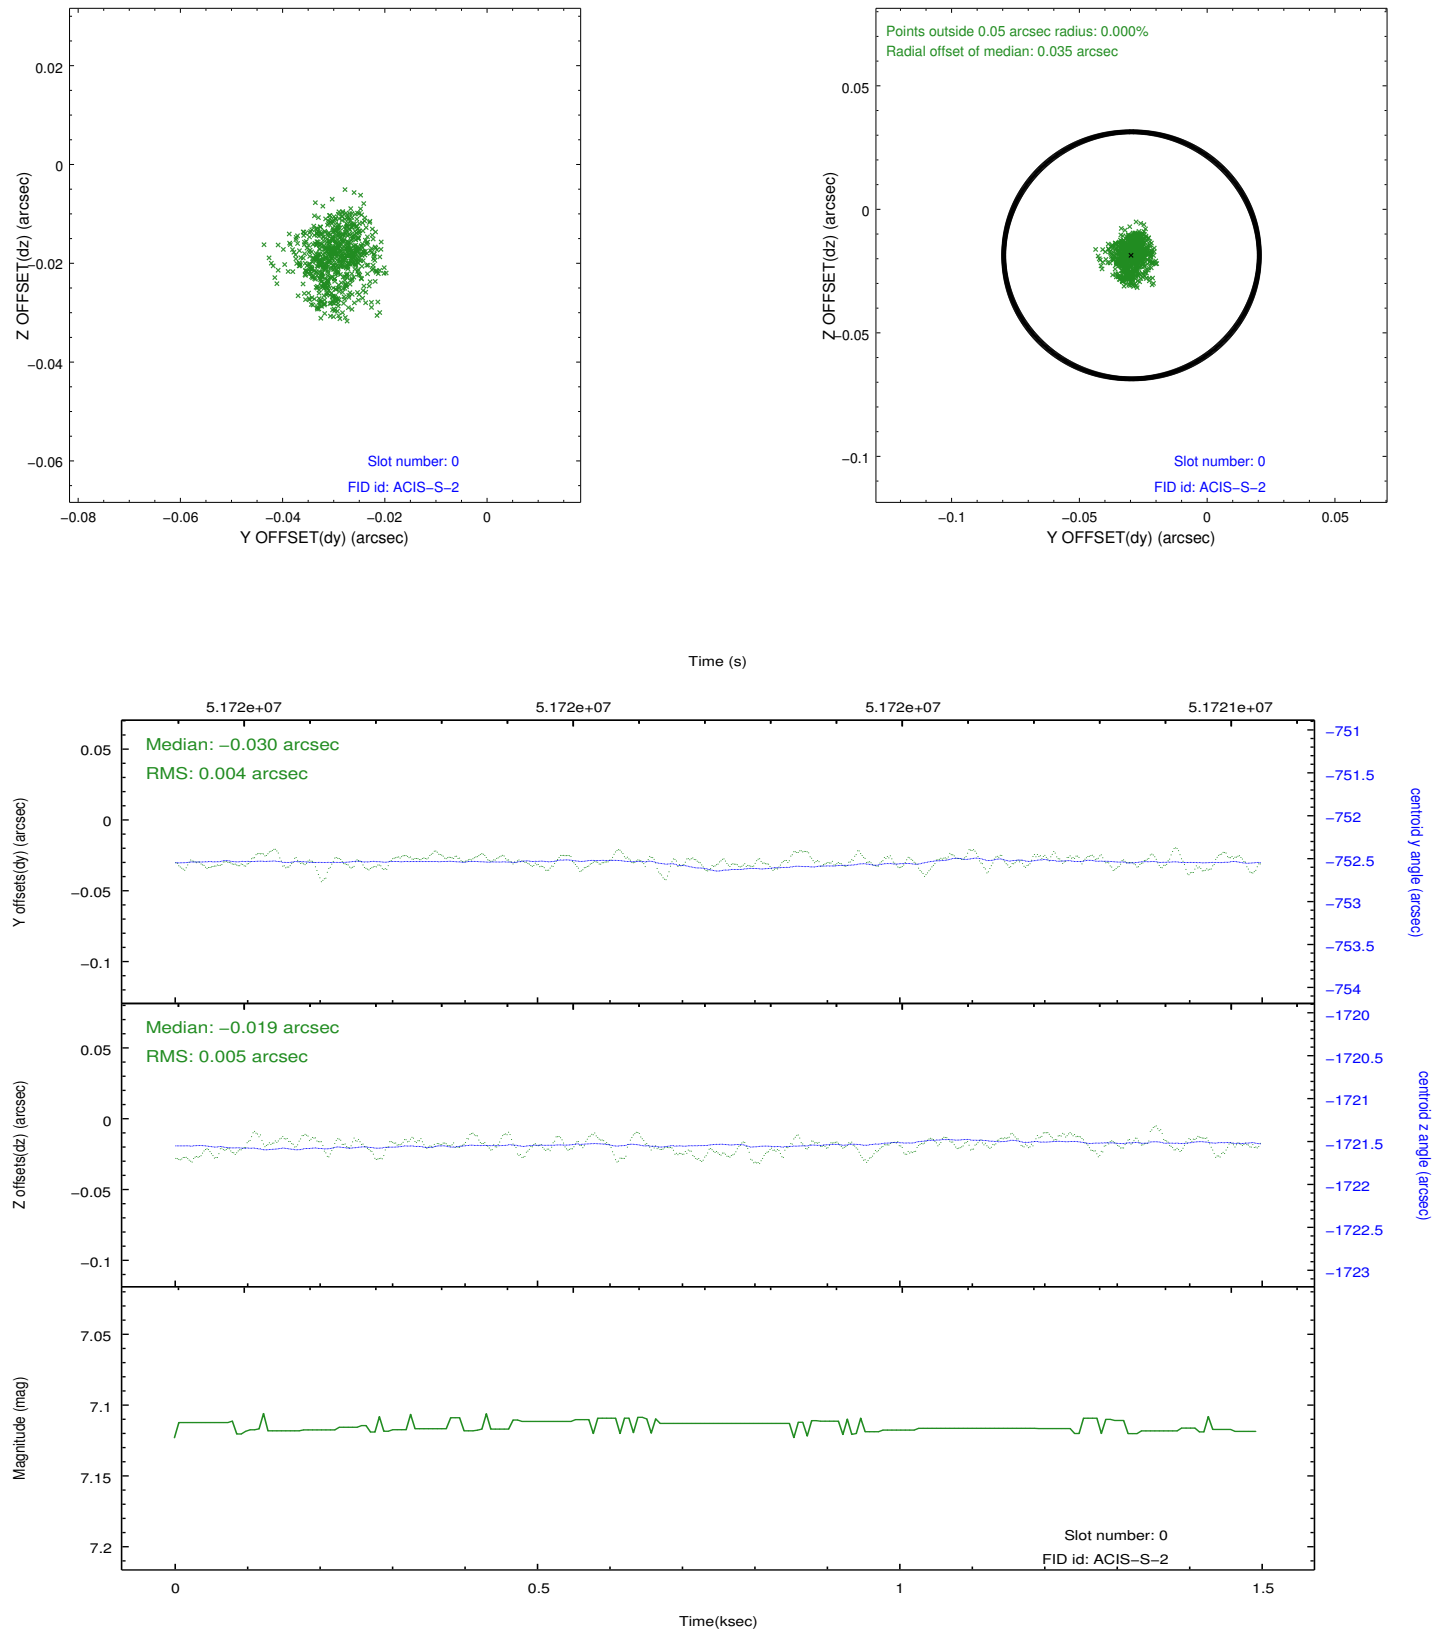 0.02
0
−0.02
−0.04
−0.06
Z OFFSET(dz) (arcsec)
Slot number: 0
FID id: ACIS−S−2
−0.08
−0.06
−0.04
−0.02
0
Y OFFSET(dy) (arcsec)
Points outside 0.05 arcsec radius: 0.000%
Radial offset of median: 0.035 arcsec
0.05
0
−0.05
−0.1
Z OFFSET(dz) (arcsec)
Slot number: 0
FID id: ACIS−S−2
−0.1
−0.05
0
0.05
Y OFFSET(dy) (arcsec)
Time (s)
5.172e+07
5.172e+07
5.172e+07
5.1721e+07
Median: −0.030 arcsec
RMS: 0.004 arcsec
0.05
0
−0.05
−0.1
Y offsets(dy) (arcsec)
−751
−751.5
−752
−752.5
−753
−753.5
−754
centroid y angle (arcsec)
Median: −0.019 arcsec
RMS: 0.005 arcsec
0.05
0
−0.05
−0.1
Z offsets(dz) (arcsec)
−1720
−1720.5
−1721
−1721.5
−1722
−1722.5
−1723
centroid z angle (arcsec)
7.05
7.1
7.15
7.2
Magnitude (mag)
Slot number: 0
FID id: ACIS−S−2
0
0.5
1
1.5
Time(ksec)